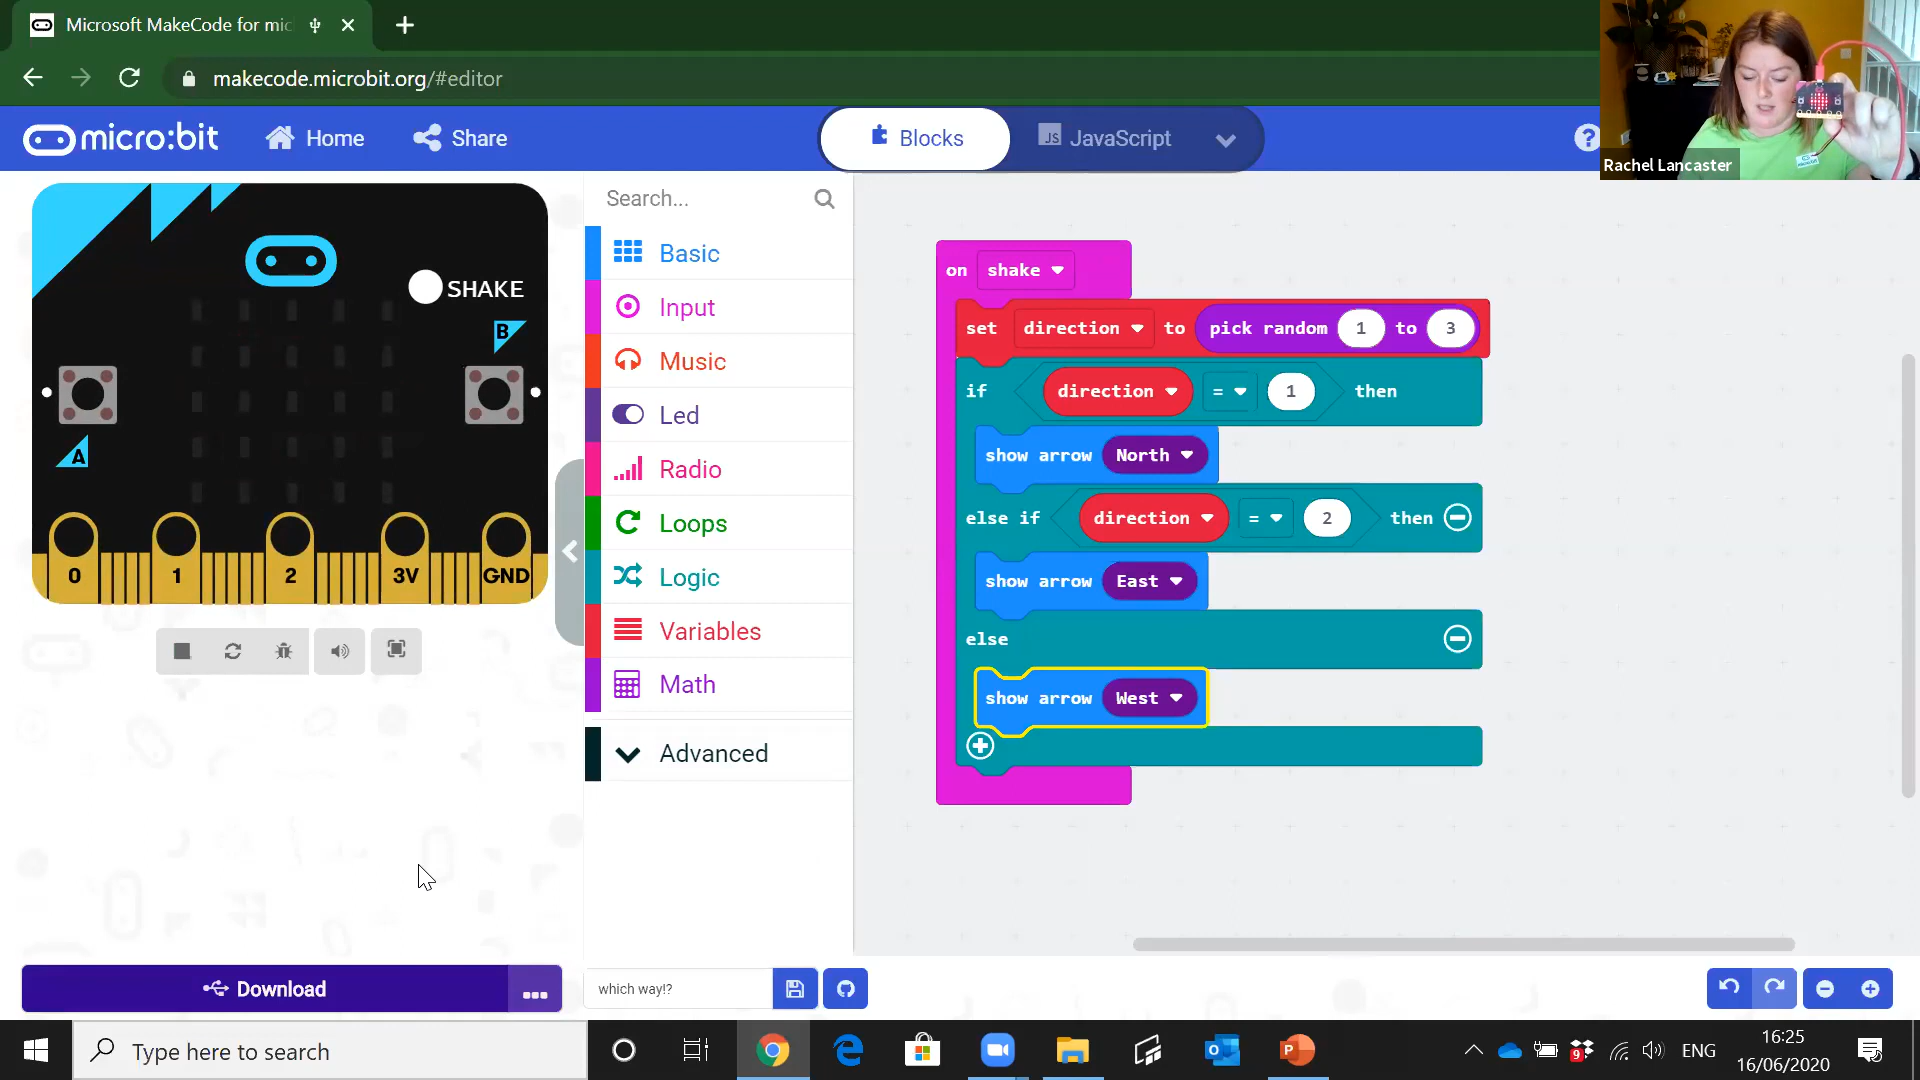 Microsoft MakeCode for mic
makecode.microbit.org/#editor
micro:bit
Home
Share
Blocks
JS JavaScript
?
Rachel Lancaster
SHAKE
B
A
0 1 2 3V GND
Download
...
Search...
Basic
Input
Music
Led
Radio
Loops
Logic
Variables
Math
Advanced
on shake
set direction to pick random 1 to 3
if direction = 1 then
show arrow North
else if direction = 2 then
show arrow East
else
show arrow West
which way!?
Type here to search
9
ENG
16:25
16/06/2020